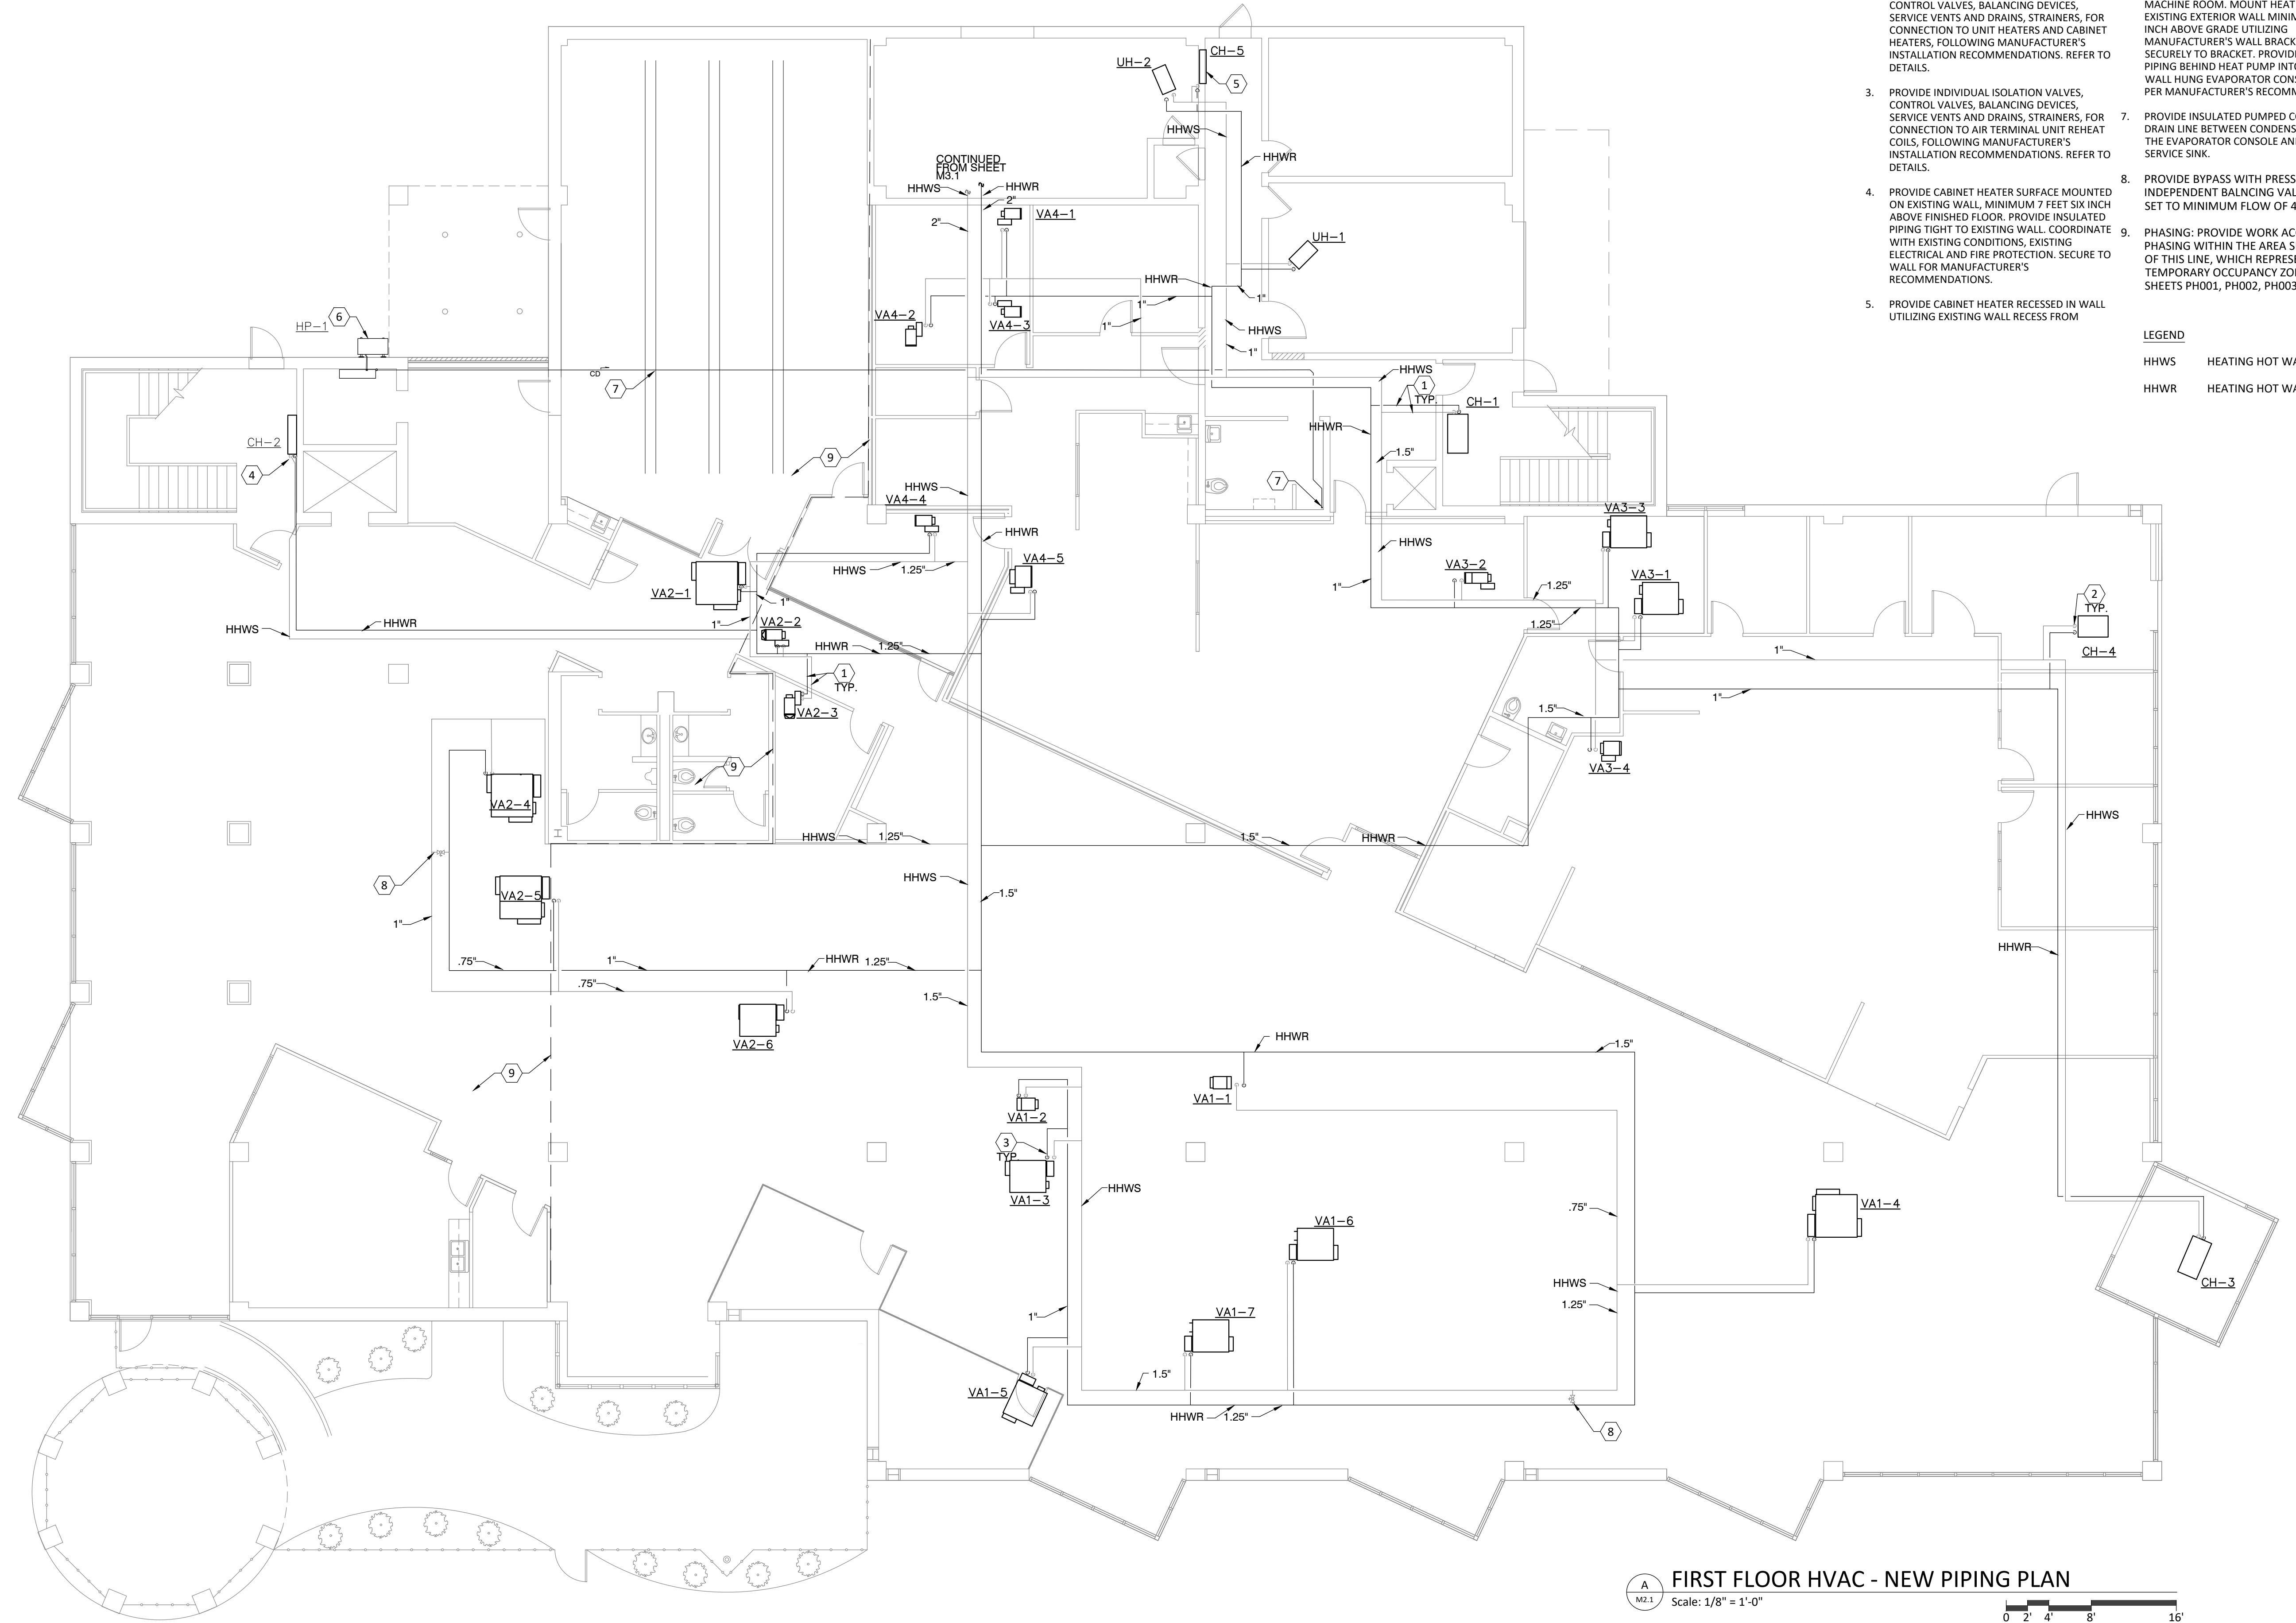 CONTROL VALVES, BALANCING DEVICES,
SERVICE VENTS AND DRAINS, STRAINERS, FOR
CONNECTION TO UNIT HEATERS AND CABINET
HEATERS, FOLLOWING MANUFACTURER'S
INSTALLATION RECOMMENDATIONS. REFER TO
DETAILS.
3. PROVIDE INDIVIDUAL ISOLATION VALVES,
CONTROL VALVES, BALANCING DEVICES,
SERVICE VENTS AND DRAINS, STRAINERS, FOR
CONNECTION TO AIR TERMINAL UNIT REHEAT
COILS, FOLLOWING MANUFACTURER'S
INSTALLATION RECOMMENDATIONS. REFER TO
DETAILS.
4. PROVIDE CABINET HEATER SURFACE MOUNTED
ON EXISTING WALL, MINIMUM 7 FEET SIX INCH
ABOVE FINISHED FLOOR. PROVIDE INSULATED
PIPING TIGHT TO EXISTING WALL. COORDINATE
WITH EXISTING CONDITIONS, EXISTING
ELECTRICAL AND FIRE PROTECTION. SECURE TO
WALL FOR MANUFACTURER'S
RECOMMENDATIONS.
5. PROVIDE CABINET HEATER RECESSED IN WALL
UTILIZING EXISTING WALL RECESS FROM
MACHINE ROOM. MOUNT HEAT
EXISTING EXTERIOR WALL MINIM
INCH ABOVE GRADE UTILIZING
MANUFACTURER'S WALL BRACK
SECURELY TO BRACKET. PROVID
PIPING BEHIND HEAT PUMP INT
WALL HUNG EVAPORATOR CONS
PER MANUFACTURER'S RECOMM
7. PROVIDE INSULATED PUMPED C
DRAIN LINE BETWEEN CONDENS
THE EVAPORATOR CONSOLE AN
SERVICE SINK.
8. PROVIDE BYPASS WITH PRESS
INDEPENDENT BALNCING VAL
SET TO MINIMUM FLOW OF 4
9. PHASING: PROVIDE WORK AC
PHASING WITHIN THE AREA S
OF THIS LINE, WHICH REPRESE
TEMPORARY OCCUPANCY ZO
SHEETS PH001, PH002, PH003
LEGEND
HHWS HEATING HOT WA
HHWR HEATING HOT WA
UH-2
CH-5
5
HHWS
HHWR
CONTINUED
FROM SHEET
M3.1
HHWS
HHWR
2"
2"
VA4-1
UH-1
HHWR
1"
1"
1"
VA4-2
VA4-3
HHWS
1"
HP-1
6
CD
7
HHWS
1
TYP.
CH-1
HHWR
1.5"
CH-2
4
9
7
HHWS
VA4-4
HHWR
VA4-5
HHWS
1.25"
VA2-1
1"
1"
VA2-2
HHWR
1.25"
HHWS
HHWR
1
TYP.
VA2-3
VA3-3
HHWS
VA3-2
VA3-1
1"
1.25"
1.25"
2
TYP.
CH-4
1"
1"
1.5"
VA3-4
9
VA2-4
HHWS
1.25"
1.5"
HHWR
HHWS
8
VA2-5
1"
HHWS
1.5"
HHWR
.75"
1"
HHWR
1.25"
.75"
1.5"
VA2-6
HHWR
1.5"
9
VA1-2
VA1-1
3
TYP.
VA1-3
HHWS
.75"
VA1-4
VA1-6
HHWS
1.25"
CH-3
1"
VA1-7
1.5"
VA1-5
HHWR
1.25"
8
A
M2.1
FIRST FLOOR HVAC - NEW PIPING PLAN
Scale: 1/8" = 1'-0"
0 2' 4' 8' 16'